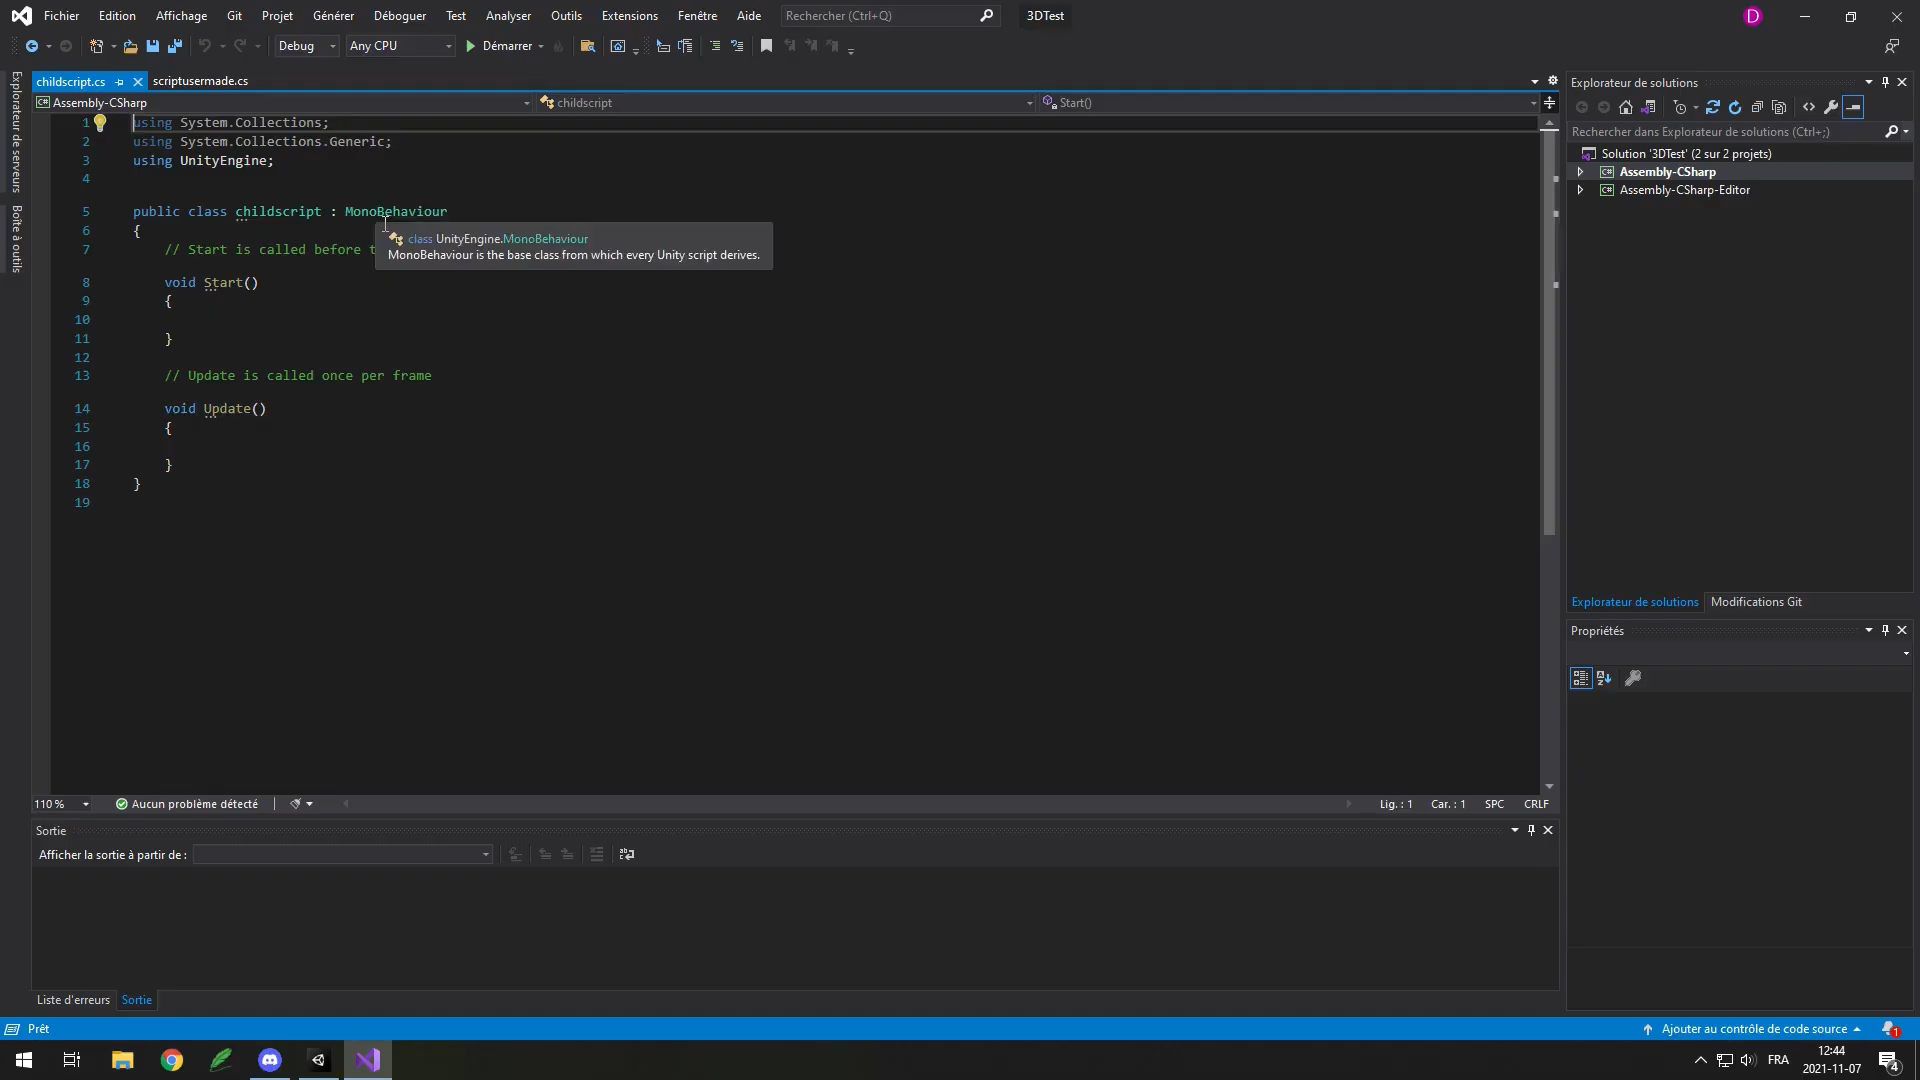 Fichier Edition Affichage Git Projet Générer Déboguer Test Analyser Outils Extensions Fenêtre Aide Rechercher (Ctrl+Q) 3DTest D
Debug Any CPU Démarrer
Explorateur de serveurs
Boîte à outils
childscript.cs scriptusermade.cs
Assembly-CSharp childscript Start()
1 using System.Collections;
2 using System.Collections.Generic;
3 using UnityEngine;
4
5 public class childscript : MonoBehaviour
6 {
7 // Start is called before t
class UnityEngine.MonoBehaviour
MonoBehaviour is the base class from which every Unity script derives.
8 void Start()
9 {
10
11 }
12
13 // Update is called once per frame
14 void Update()
15 {
16
17 }
18 }
19
110 % Aucun problème détecté Lig. : 1 Car. : 1 SPC CRLF
Sortie
Afficher la sortie à partir de :
Liste d'erreurs Sortie
Explorateur de solutions
Rechercher dans Explorateur de solutions (Ctrl+;)
Solution '3DTest' (2 sur 2 projets)
Assembly-CSharp
Assembly-CSharp-Editor
Explorateur de solutions Modifications Git
Propriétés
Prêt Ajouter au contrôle de code source 1
FRA 12:44
2021-11-07 4